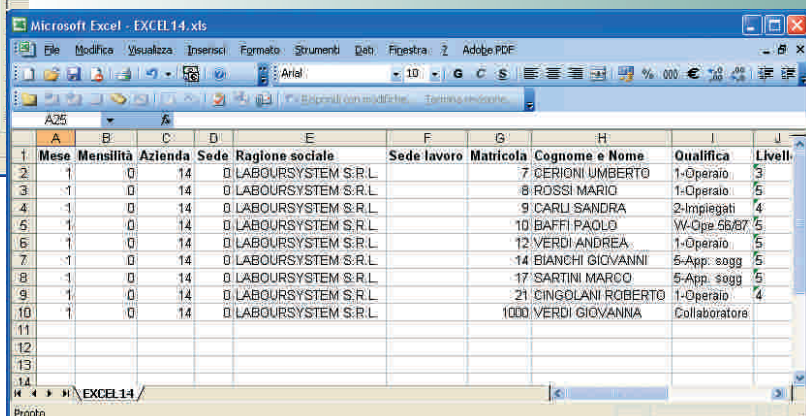 Microsoft Excel - EXCEL14.xls
File Modifica Visualizza Inserisci Formato Strumenti Dati Finestra ? Adobe PDF
Arial 10 G C S % 000 €
Rispondi con modifiche... Termina revisione...
A25 fx
A B C D E F G H I J
1 Mese Mensilità Azienda Sede Ragione sociale Sede lavoro Matricola Cognome e Nome Qualifica Livell
2 1 0 14 0 LABOURSYSTEM S.R.L. 7 CERIONI UMBERTO 1-Operaio 3
3 1 0 14 0 LABOURSYSTEM S.R.L. 8 ROSSI MARIO 1-Operaio 5
4 1 0 14 0 LABOURSYSTEM S.R.L. 9 CARLI SANDRA 2-Impiegati 4
5 1 0 14 0 LABOURSYSTEM S.R.L. 10 BAFFI PAOLO W-Ope.56/87 5
6 1 0 14 0 LABOURSYSTEM S.R.L. 12 VERDI ANDREA 1-Operaio 5
7 1 0 14 0 LABOURSYSTEM S.R.L. 14 BIANCHI GIOVANNI 5-App. sogg 5
8 1 0 14 0 LABOURSYSTEM S.R.L. 17 SARTINI MARCO 5-App. sogg 5
9 1 0 14 0 LABOURSYSTEM S.R.L. 21 CINGOLANI ROBERTO 1-Operaio 4
10 1 0 14 0 LABOURSYSTEM S.R.L. 1000 VERDI GIOVANNA Collaboratore
11
12
13
14
EXCEL14
Pronto